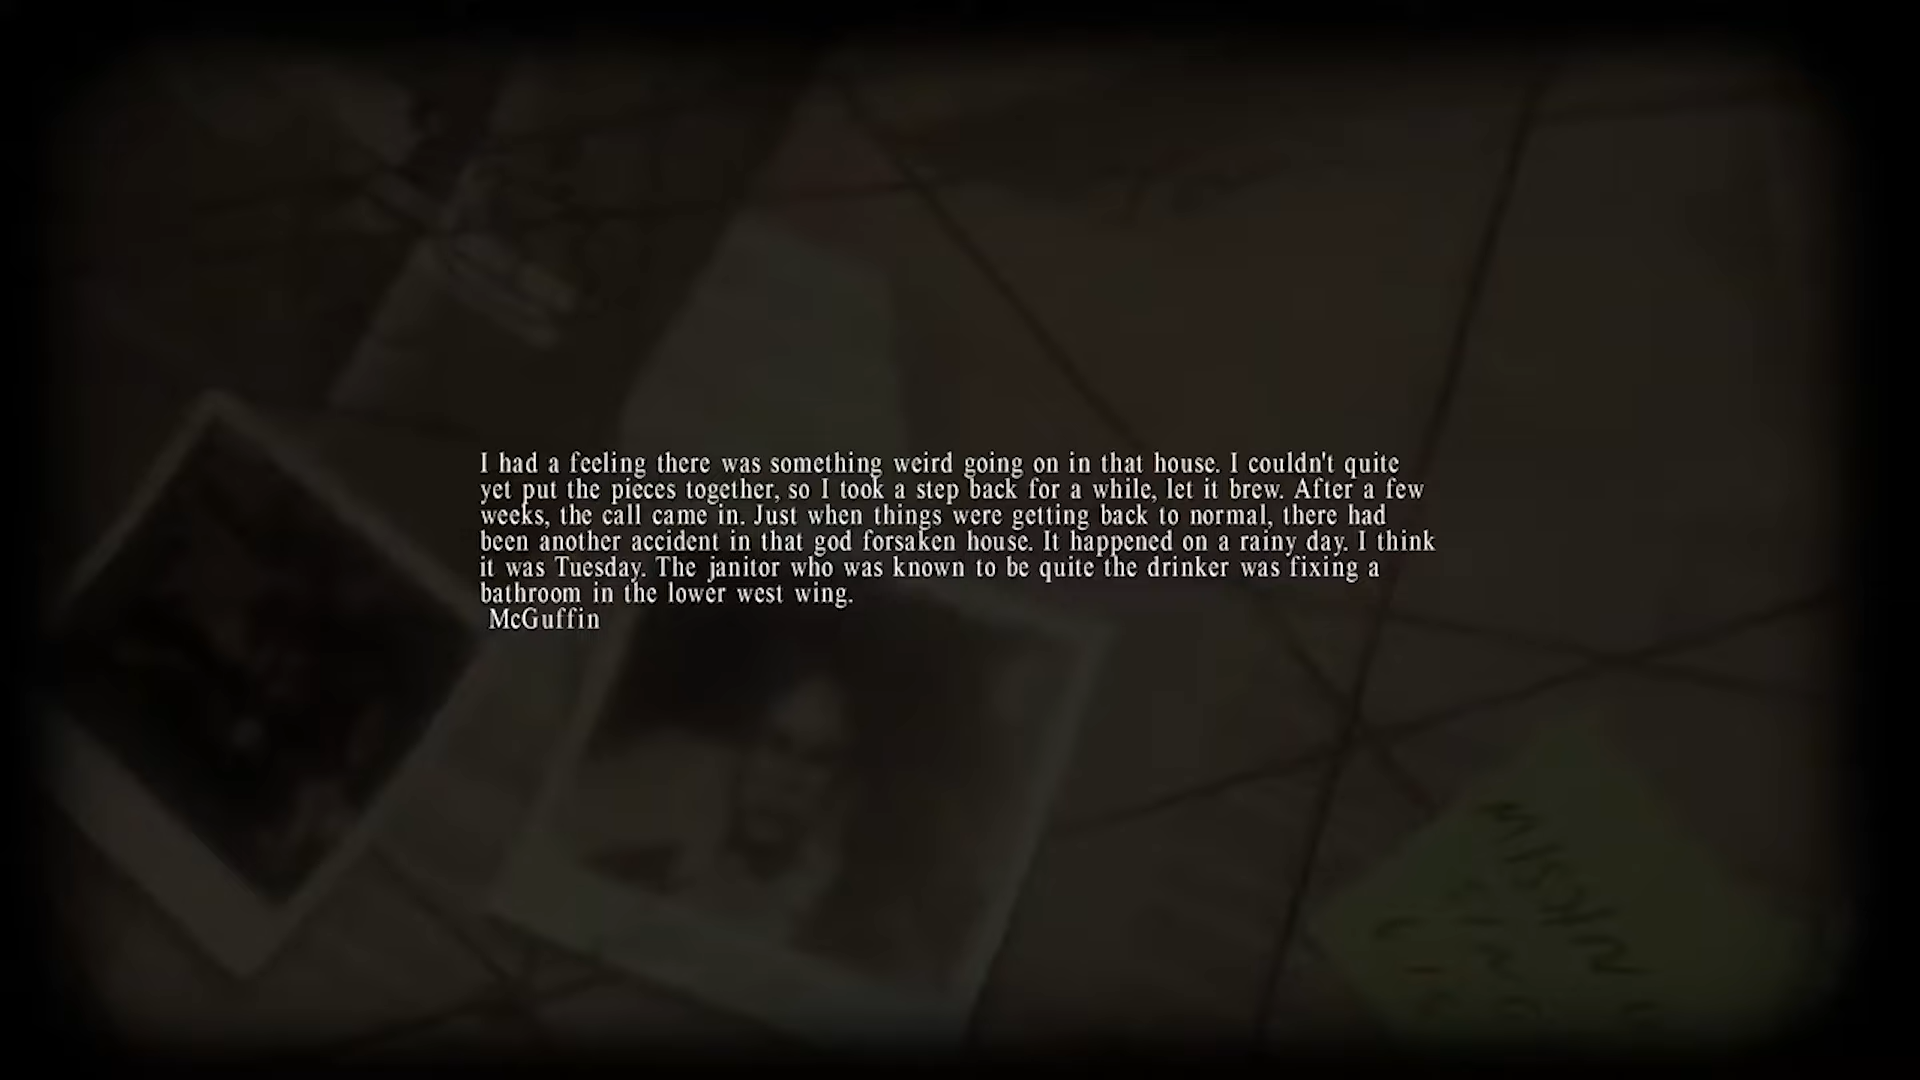 I had a feeling there was something weird going on in that house. I couldn't quite
yet put the pieces together, so I took a step back for a while, let it brew. After a few
weeks, the call came in. Just when things were getting back to normal, there had
been another accident in that god forsaken house. It happened on a rainy day. I think
it was Tuesday. The janitor who was known to be quite the drinker was fixing a
bathroom in the lower west wing.
McGuffin